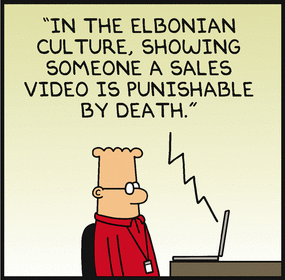 “IN THE ELBONIAN
CULTURE, SHOWING
SOMEONE A SALES
VIDEO IS PUNISHABLE
BY DEATH.”